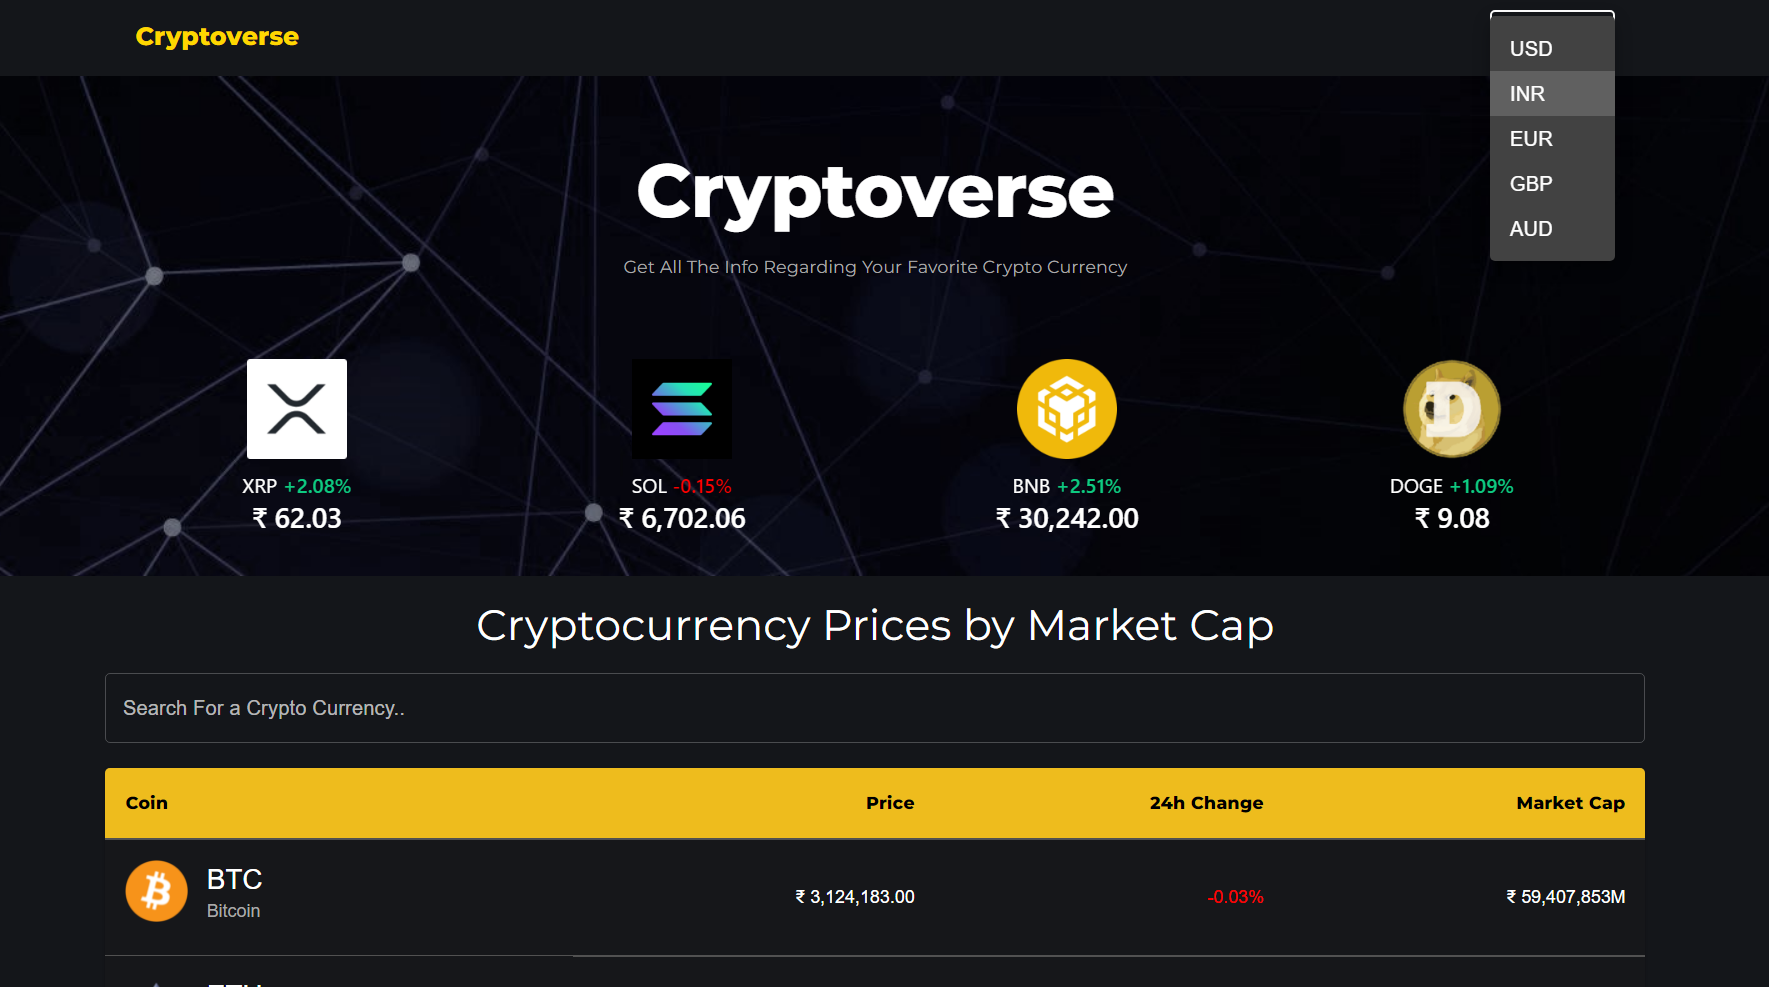 Cryptoverse
USD
INR
EUR
GBP
AUD
Cryptoverse
Get All The Info Regarding Your Favorite Crypto Currency
XRP +2.08%
₹ 62.03
SOL -0.15%
₹ 6,702.06
BNB +2.51%
₹ 30,242.00
DOGE +1.09%
₹ 9.08
Cryptocurrency Prices by Market Cap
Search For a Crypto Currency..
Coin Price 24h Change Market Cap
BTC
Bitcoin
₹ 3,124,183.00 -0.03% ₹ 59,407,853M